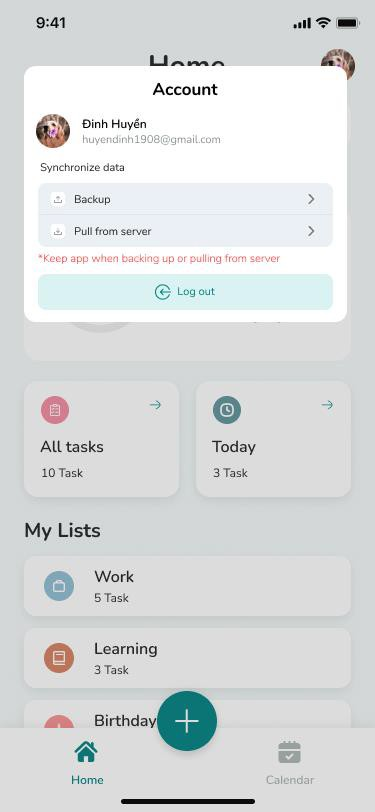 9:41
Home
Account
Đinh Huyền
huyendinh1908@gmail.com
Synchronize data
Backup
Pull from server
*Keep app when backing up or pulling from server
Log out
All tasks
10 Task
Today
3 Task
My Lists
Work
5 Task
Learning
3 Task
Birthday
Home
Calendar